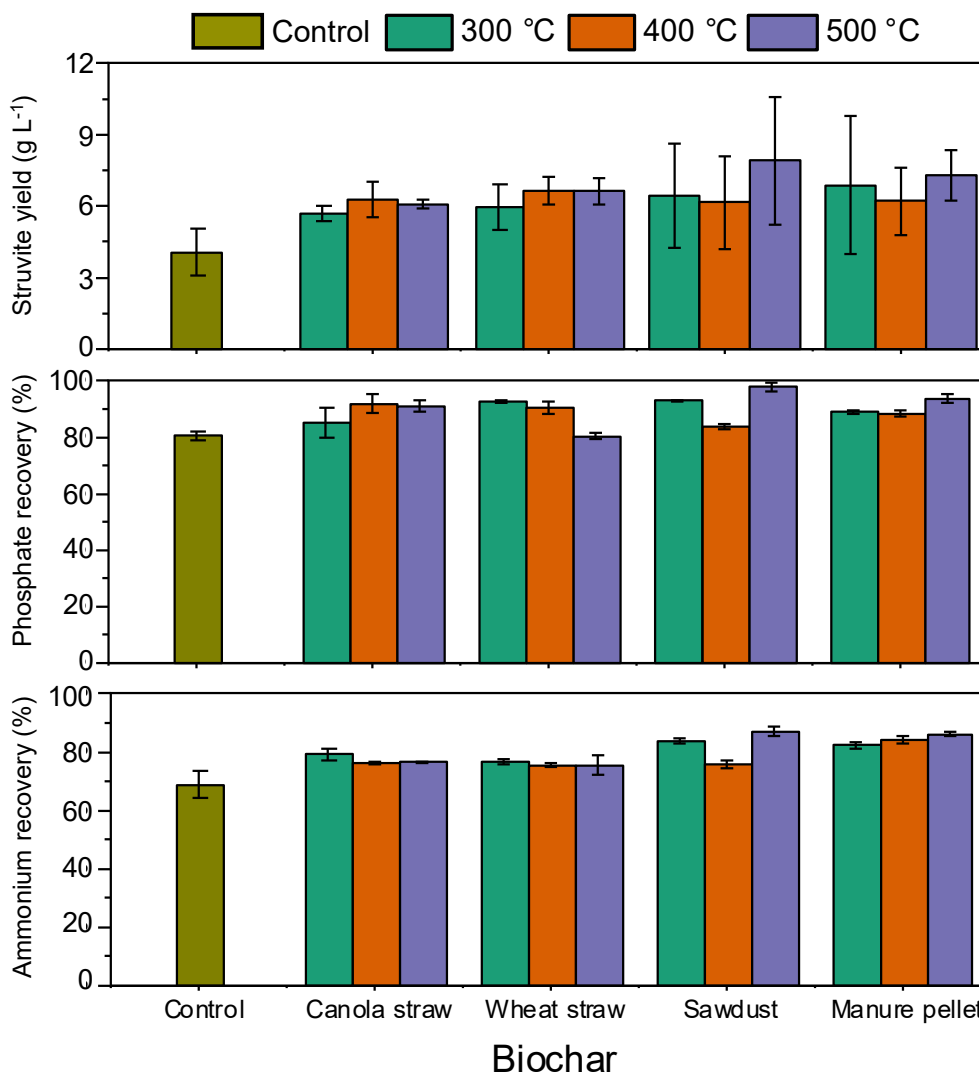 Control 300 °C 400 °C 500 °C
Struvite yield (g L⁻¹)
12
9
6
3
0
Phosphate recovery (%)
100
80
60
40
20
0
Ammonium recovery (%)
100
80
60
40
20
0
Control Canola straw Wheat straw Sawdust Manure pellet
Biochar